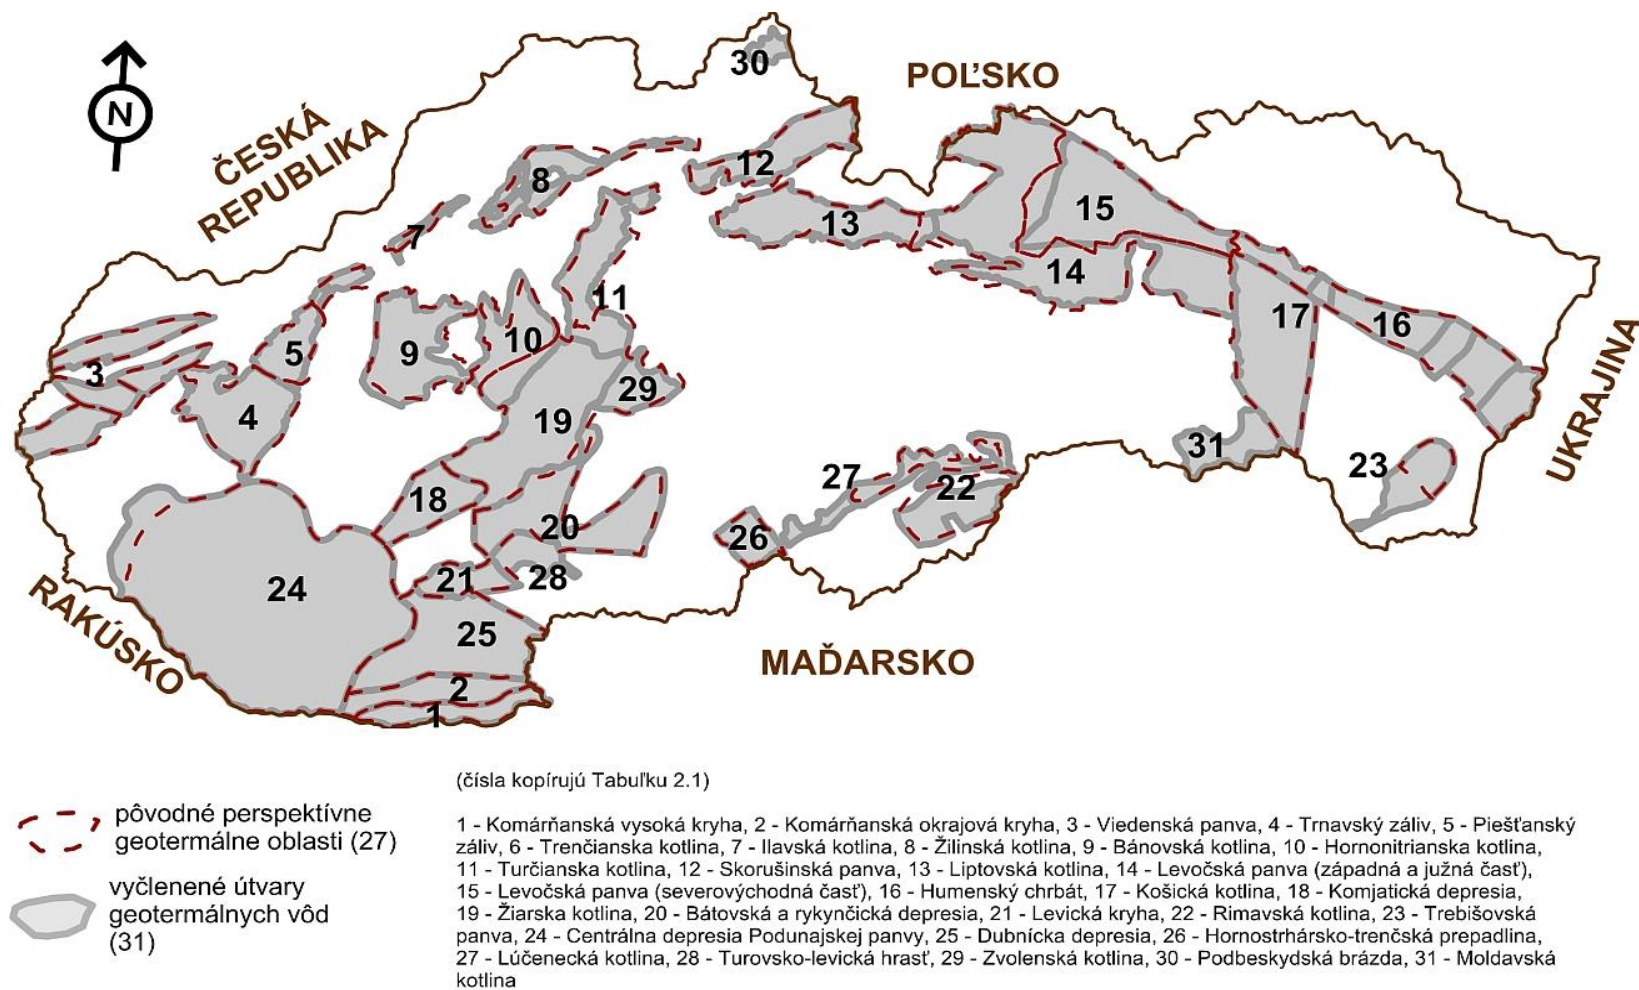 30
POĽSKO
N
ČESKÁ
REPUBLIKA
12
8
7
13
15
14
11
17
16
10
5
9
3
29
4
19
UKRAJINA
31
23
27
22
18
20
26
28
21
24
RAKÚSKO
25
MAĎARSKO
2
1
(čísla kopírujú Tabuľku 2.1)
pôvodné perspektívne
geotermálne oblasti (27)
vyčlenené útvary
geotermálnych vôd
(31)
1 - Komárňanská vysoká kryha, 2 - Komárňanská okrajová kryha, 3 - Viedenská panva, 4 - Trnavský záliv, 5 - Piešťanský
záliv, 6 - Trenčianska kotlina, 7 - Ilavská kotlina, 8 - Žilinská kotlina, 9 - Bánovská kotlina, 10 - Hornonitrianska kotlina,
11 - Turčianska kotlina, 12 - Skorušinská panva, 13 - Liptovská kotlina, 14 - Levočská panva (západná a južná časť),
15 - Levočská panva (severovýchodná časť), 16 - Humenský chrbát, 17 - Košická kotlina, 18 - Komjatická depresia,
19 - Žiarska kotlina, 20 - Bátovská a rykynčická depresia, 21 - Levická kryha, 22 - Rimavská kotlina, 23 - Trebišovská
panva, 24 - Centrálna depresia Podunajskej panvy, 25 - Dubnícka depresia, 26 - Hornostrhársko-trenčská prepadlina,
27 - Lúčenecká kotlina, 28 - Turovsko-levická hrasť, 29 - Zvolenská kotlina, 30 - Podbeskydská brázda, 31 - Moldavská
kotlina